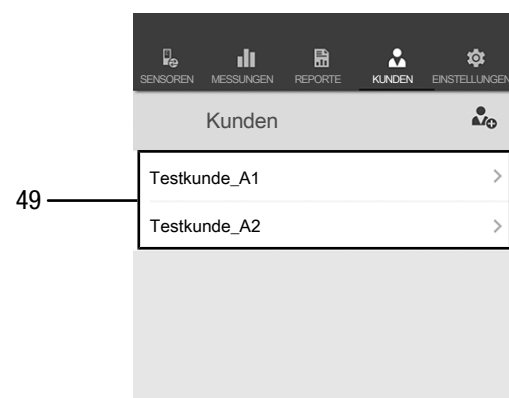 SENSOREN MESSUNGEN REPORTE KUNDEN EINSTELLUNGEN
Kunden
Testkunde_A1
49
Testkunde_A2